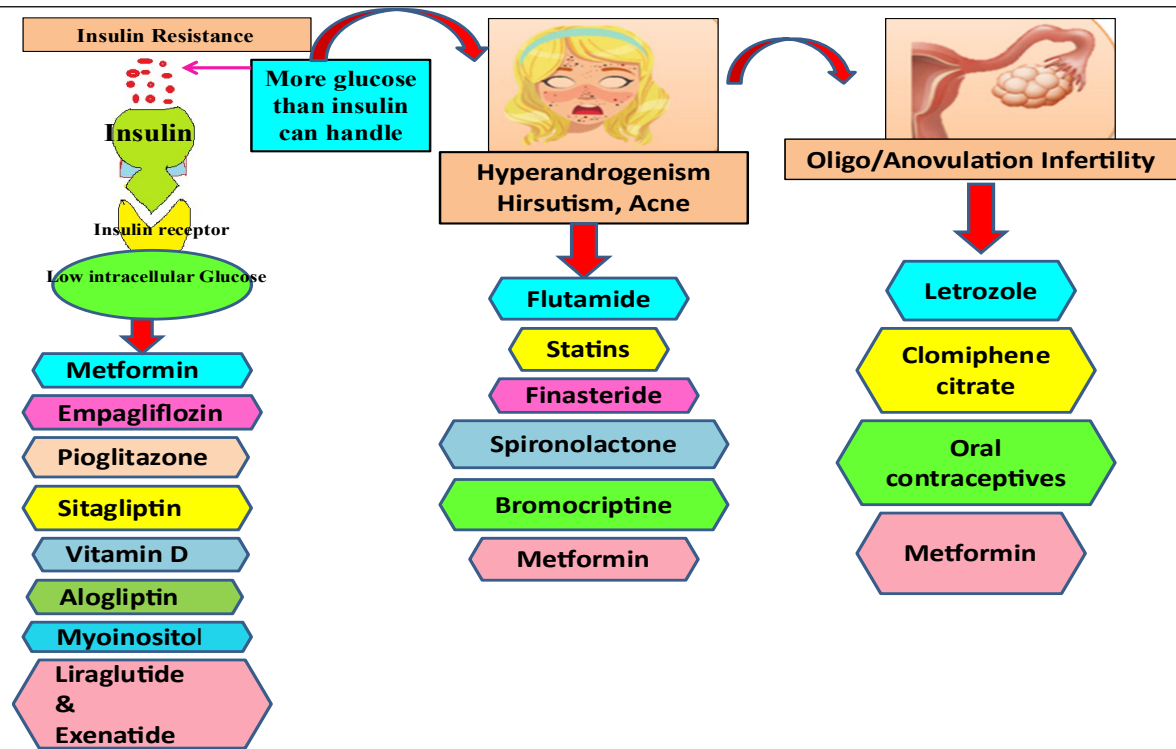 Insulin Resistance
More glucose
than insulin
can handle
Insulin
Insulin receptor
Low intracellular Glucose
Metformin
Empagliflozin
Pioglitazone
Sitagliptin
Vitamin D
Alogliptin
Myoinositol
Liraglutide
&
Exenatide
Hyperandrogenism
Hirsutism, Acne
Flutamide
Statins
Finasteride
Spironolactone
Bromocriptine
Metformin
Oligo/Anovulation Infertility
Letrozole
Clomiphene
citrate
Oral
contraceptives
Metformin